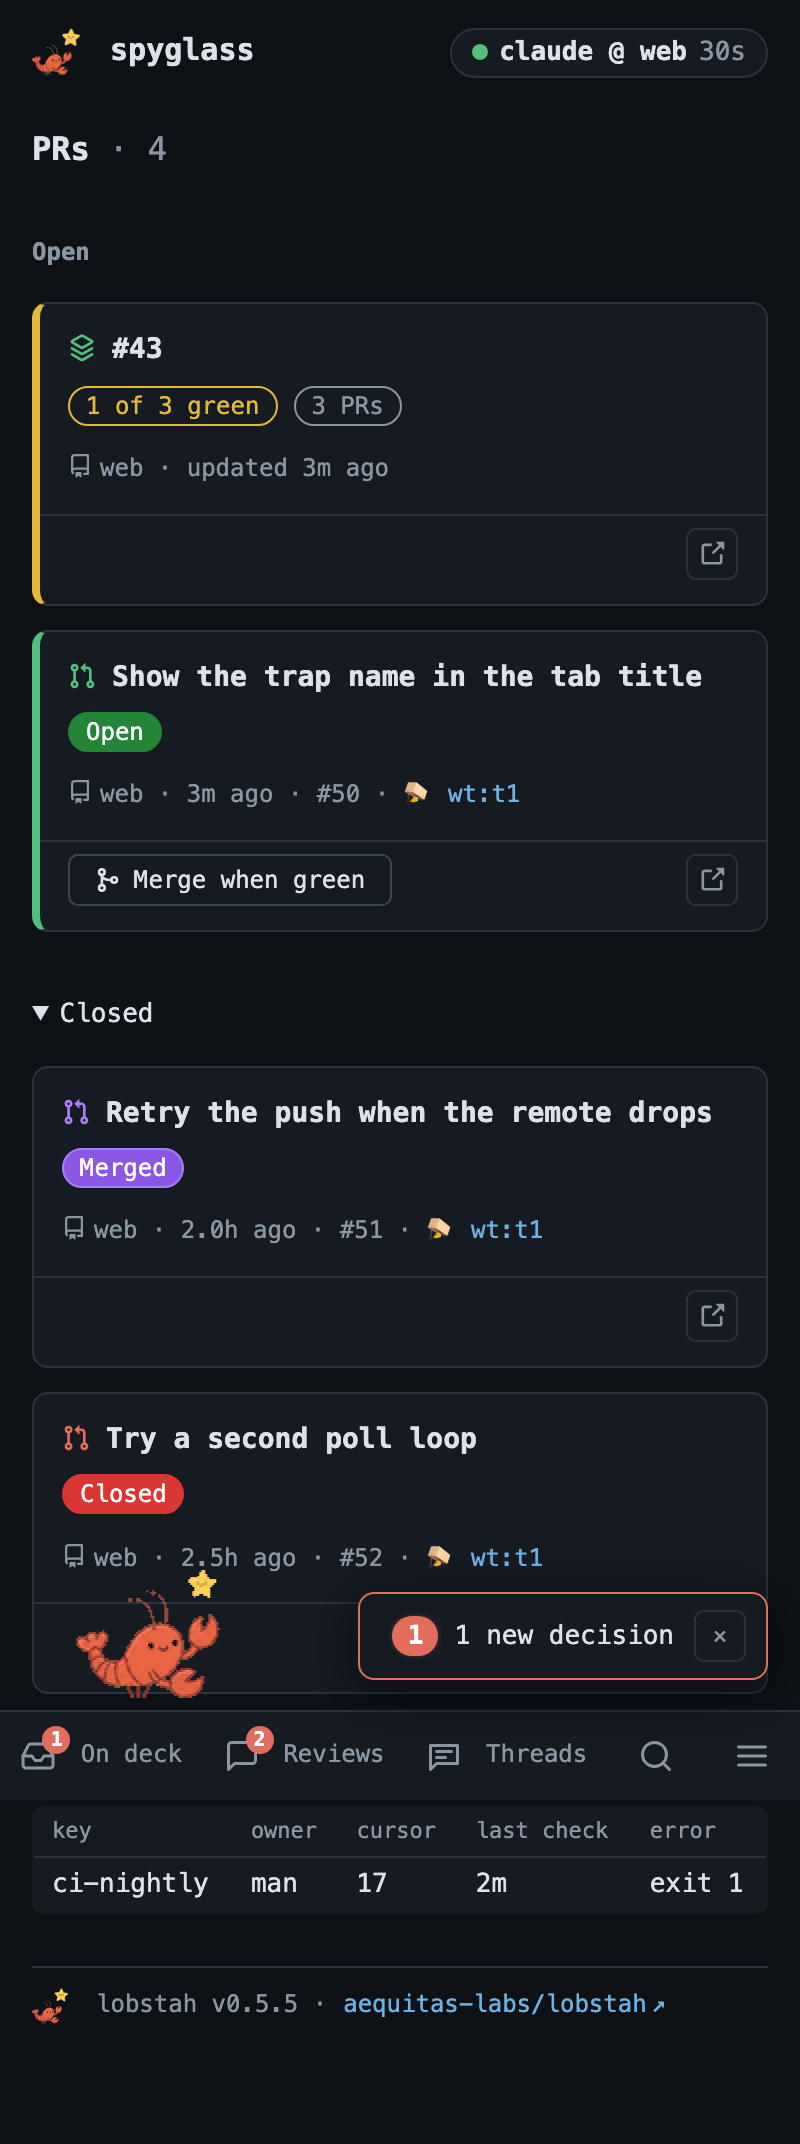 spyglass
claude @ web 30s
PRs · 4
Open
#43
1 of 3 green
3 PRs
web · updated 3m ago
Show the trap name in the tab title
Open
web · 3m ago · #50 · wt:t1
Merge when green
▼ Closed
Retry the push when the remote drops
Merged
web · 2.0h ago · #51 · wt:t1
Try a second poll loop
Closed
web · 2.5h ago · #52 · wt:t1
1 1 new decision ×
1 On deck 2 Reviews Threads
key owner cursor last check error
ci-nightly man 17 2m exit 1
lobstah v0.5.5 · aequitas-labs/lobstah↗